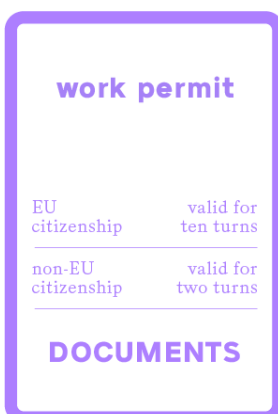 work permit
EU valid for
citizenship ten turns
non-EU valid for
citizenship two turns
DOCUMENTS